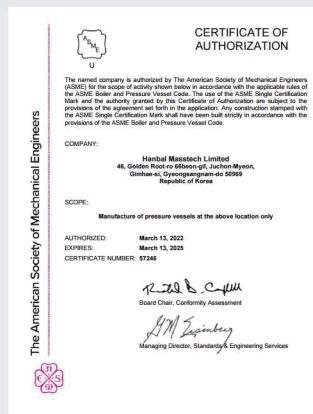 CERTIFICATE OF
AUTHORIZATION
ASME
U
The named company is authorized by The American Society of Mechanical Engineers
(ASME) for the scope of activity shown below in accordance with the applicable rules of
the ASME Boiler and Pressure Vessel Code. The use of the ASME Single Certification
Mark and the authority granted by this Certificate of Authorization are subject to the
provisions of the agreement set forth in the application. Any construction stamped with
the ASME Single Certification Mark shall have been built strictly in accordance with the
provisions of the ASME Boiler and Pressure Vessel Code.
COMPANY:
Hanbal Masstech Limited
46, Golden Root-ro 66beon-gil, Juchon-Myeon,
Gimhae-si, Gyeongsangnam-do 50969
Republic of Korea
SCOPE:
Manufacture of pressure vessels at the above location only
AUTHORIZED: March 13, 2022
EXPIRES: March 13, 2025
CERTIFICATE NUMBER: 57246
Board Chair, Conformity Assessment
Managing Director, Standards & Engineering Services
The American Society of Mechanical Engineers